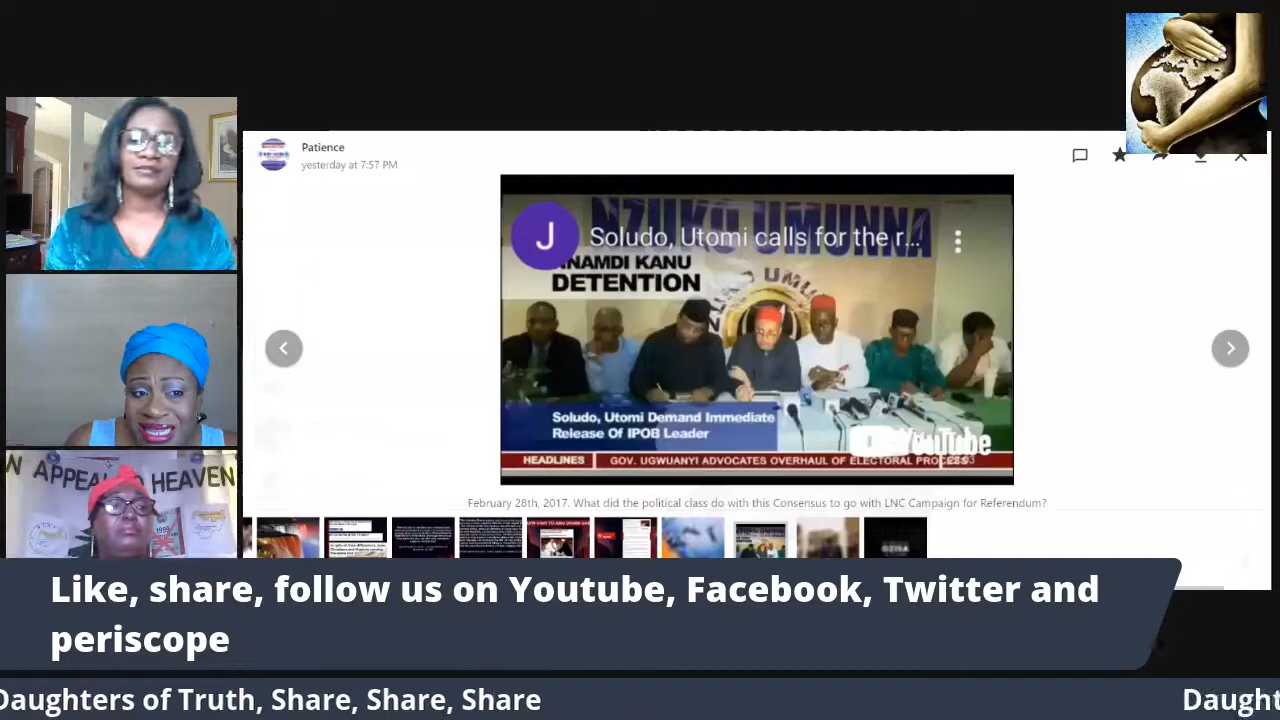 Patience
yesterday at 7:57 PM
NZUKO UMUNNA
J
Soludo, Utomi calls for the r...
NNAMDI KANU
DETENTION
Soludo, Utomi Demand Immediate
Release Of IPOB Leader
YouTube
HEADLINES
GOV. UGWUANYI ADVOCATES OVERHAUL OF ELECTORAL PROCESS
February 28th, 2017. What did the political class do with this Consensus to go with LNC Campaign for Referendum?
N APPEAL HEAVEN
Like, share, follow us on Youtube, Facebook, Twitter and
periscope
Daughters of Truth, Share, Share, Share
Daught